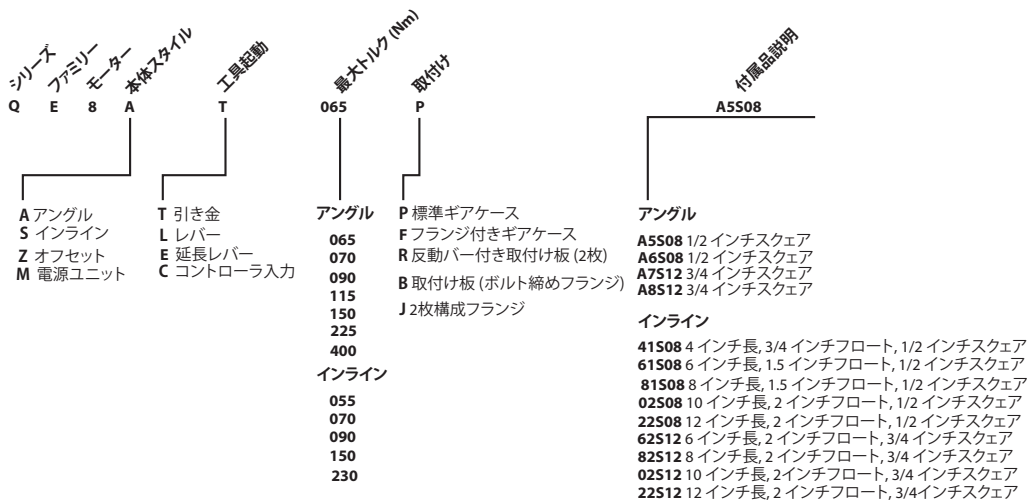 シリーズ
ファミリー
モーター
本体スタイル
工具起動
最大トルク (Nm)
取付け
付属品説明
Q E 8 A T 065 P A5S08
A アングル
S インライン
Z オフセット
M 電源ユニット
T 引き金
L レバー
E 延長レバー
C コントローラ入力
アングル
065
070
090
115
150
225
400
インライン
055
070
090
150
230
P 標準ギアケース
F フランジ付きギアケース
R 反動バー付き取付け板 (2枚)
B 取付け板 (ボルト締めフランジ)
J 2枚構成フランジ
アングル
A5S08 1/2 インチスクェア
A6S08 1/2 インチスクェア
A7S12 3/4 インチスクェア
A8S12 3/4 インチスクェア
インライン
41S08 4 インチ長, 3/4 インチフロート, 1/2 インチスクェア
61S08 6 インチ長, 1.5 インチフロート, 1/2 インチスクェア
81S08 8 インチ長, 1.5 インチフロート, 1/2 インチスクェア
02S08 10 インチ長, 2 インチフロート, 1/2 インチスクェア
22S08 12 インチ長, 2 インチフロート, 1/2 インチスクェア
62S12 6 インチ長, 2 インチフロート, 3/4 インチスクェア
82S12 8 インチ長, 2 インチフロート, 3/4 インチスクェア
02S12 10 インチ長, 2インチフロート, 3/4 インチスクェア
22S12 12 インチ長, 2 インチフロート, 3/4インチスクェア